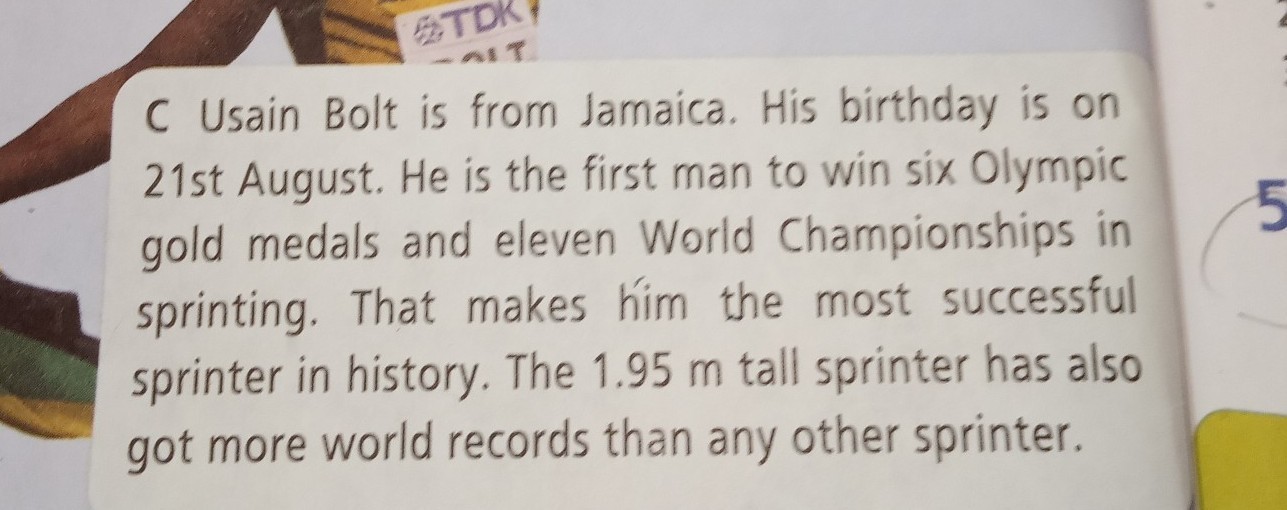 TDK
C Usain Bolt is from Jamaica. His birthday is on
21st August. He is the first man to win six Olympic
gold medals and eleven World Championships in
sprinting. That makes him the most successful
sprinter in history. The 1.95 m tall sprinter has also
got more world records than any other sprinter.
5